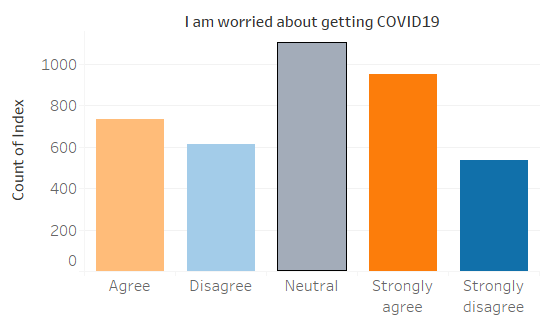 I am worried about getting COVID19
Count of Index
1000
800
600
400
200
0
Agree
Disagree
Neutral
Strongly
agree
Strongly
disagree